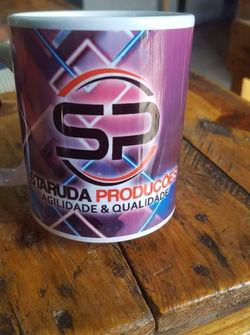 SP
STARUDA PRODUÇÕES
AGILIDADE & QUALIDADE